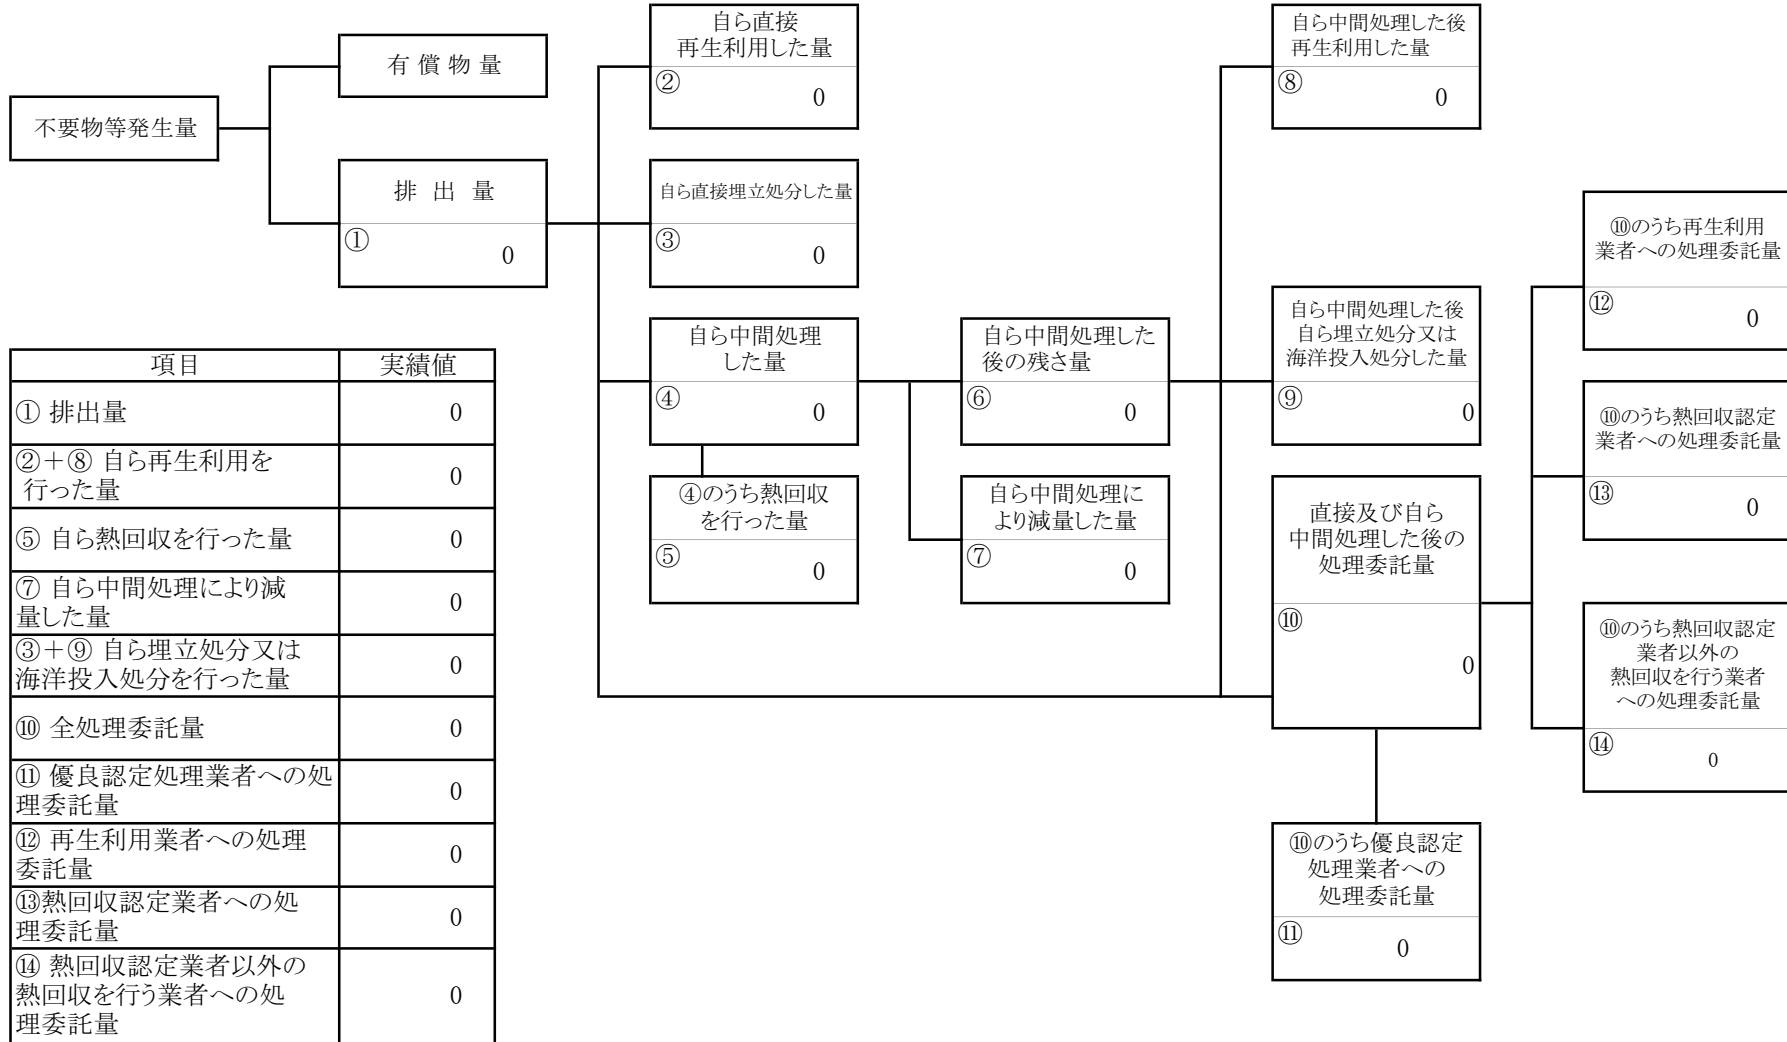 不要物等発生量
有 償 物 量
排 出 量
①
0
自ら直接
再生利用した量
②
0
自ら直接埋立処分した量
③
0
自ら中間処理
した量
④
0
④のうち熱回収
を行った量
⑤
0
自ら中間処理した
後の残さ量
⑥
0
自ら中間処理に
より減量した量
⑦
0
自ら中間処理した後
再生利用した量
⑧
0
自ら中間処理した後
自ら埋立処分又は
海洋投入処分した量
⑨
0
直接及び自ら
中間処理した後の
処理委託量
⑩
0
⑩のうち優良認定
処理業者への
処理委託量
⑪
0
⑩のうち再生利用
業者への処理委託量
⑫
0
⑩のうち熱回収認定
業者への処理委託量
⑬
0
⑩のうち熱回収認定
業者以外の
熱回収を行う業者
への処理委託量
⑭
0
項目 実績値
① 排出量 0
②+⑧ 自ら再生利用を
行った量 0
⑤ 自ら熱回収を行った量 0
⑦ 自ら中間処理により減
量した量 0
③+⑨ 自ら埋立処分又は
海洋投入処分を行った量 0
⑩ 全処理委託量 0
⑪ 優良認定処理業者への処
理委託量 0
⑫ 再生利用業者への処理
委託量 0
⑬熱回収認定業者への処
理委託量 0
⑭ 熱回収認定業者以外の
熱回収を行う業者への処
理委託量 0